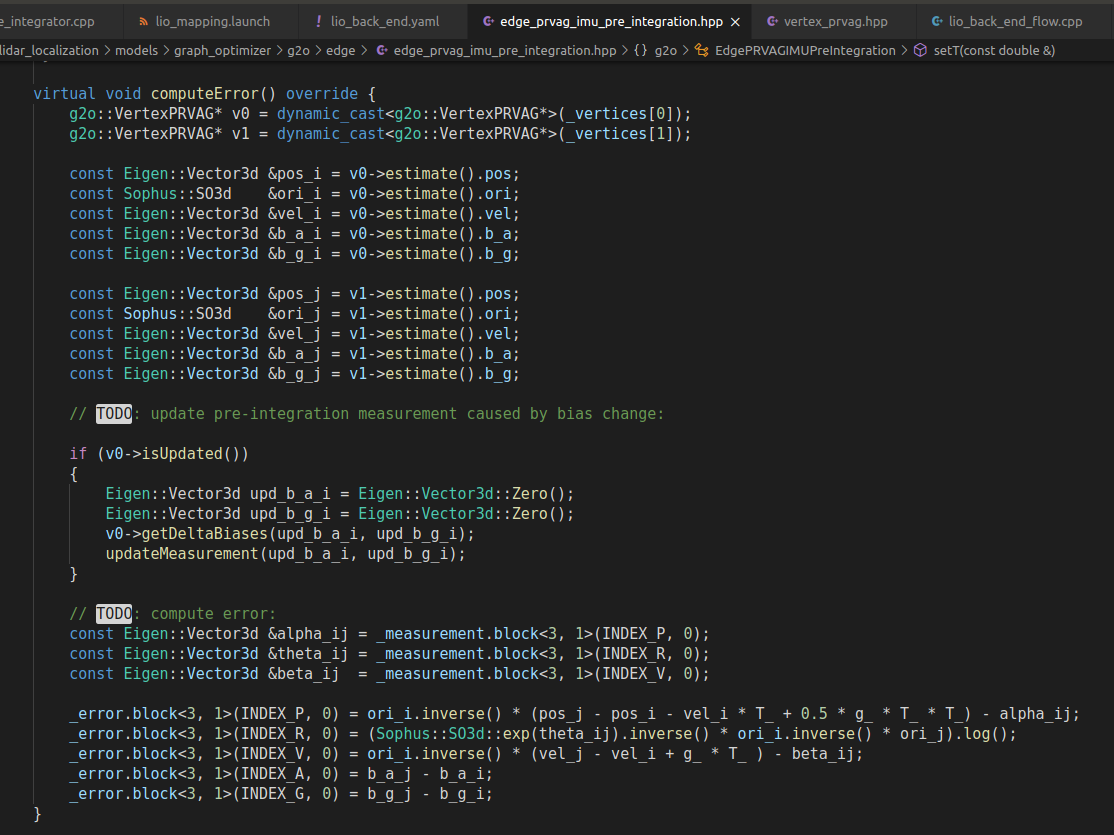 e_integrator.cpp lio_mapping.launch ! lio_back_end.yaml edge_prvag_imu_pre_integration.hpp × vertex_prvag.hpp lio_back_end_flow.cpp
lidar_localization > models > graph_optimizer > g2o > edge > edge_prvag_imu_pre_integration.hpp > {} g2o > EdgePRVAGIMUPreIntegration > setT(const double &)
virtual void computeError() override {
    g2o::VertexPRVAG* v0 = dynamic_cast<g2o::VertexPRVAG*>(_vertices[0]);
    g2o::VertexPRVAG* v1 = dynamic_cast<g2o::VertexPRVAG*>(_vertices[1]);

    const Eigen::Vector3d &pos_i = v0->estimate().pos;
    const Sophus::SO3d    &ori_i = v0->estimate().ori;
    const Eigen::Vector3d &vel_i = v0->estimate().vel;
    const Eigen::Vector3d &b_a_i = v0->estimate().b_a;
    const Eigen::Vector3d &b_g_i = v0->estimate().b_g;

    const Eigen::Vector3d &pos_j = v1->estimate().pos;
    const Sophus::SO3d    &ori_j = v1->estimate().ori;
    const Eigen::Vector3d &vel_j = v1->estimate().vel;
    const Eigen::Vector3d &b_a_j = v1->estimate().b_a;
    const Eigen::Vector3d &b_g_j = v1->estimate().b_g;

    // TODO: update pre-integration measurement caused by bias change:

    if (v0->isUpdated())
    {
        Eigen::Vector3d upd_b_a_i = Eigen::Vector3d::Zero();
        Eigen::Vector3d upd_b_g_i = Eigen::Vector3d::Zero();
        v0->getDeltaBiases(upd_b_a_i, upd_b_g_i);
        updateMeasurement(upd_b_a_i, upd_b_g_i);
    }

    // TODO: compute error:
    const Eigen::Vector3d &alpha_ij = _measurement.block<3, 1>(INDEX_P, 0);
    const Eigen::Vector3d &theta_ij = _measurement.block<3, 1>(INDEX_R, 0);
    const Eigen::Vector3d &beta_ij  = _measurement.block<3, 1>(INDEX_V, 0);

    _error.block<3, 1>(INDEX_P, 0) = ori_i.inverse() * (pos_j - pos_i - vel_i * T_ + 0.5 * g_ * T_ * T_) - alpha_ij;
    _error.block<3, 1>(INDEX_R, 0) = (Sophus::SO3d::exp(theta_ij).inverse() * ori_i.inverse() * ori_j).log();
    _error.block<3, 1>(INDEX_V, 0) = ori_i.inverse() * (vel_j - vel_i + g_ * T_ ) - beta_ij;
    _error.block<3, 1>(INDEX_A, 0) = b_a_j - b_a_i;
    _error.block<3, 1>(INDEX_G, 0) = b_g_j - b_g_i;
}